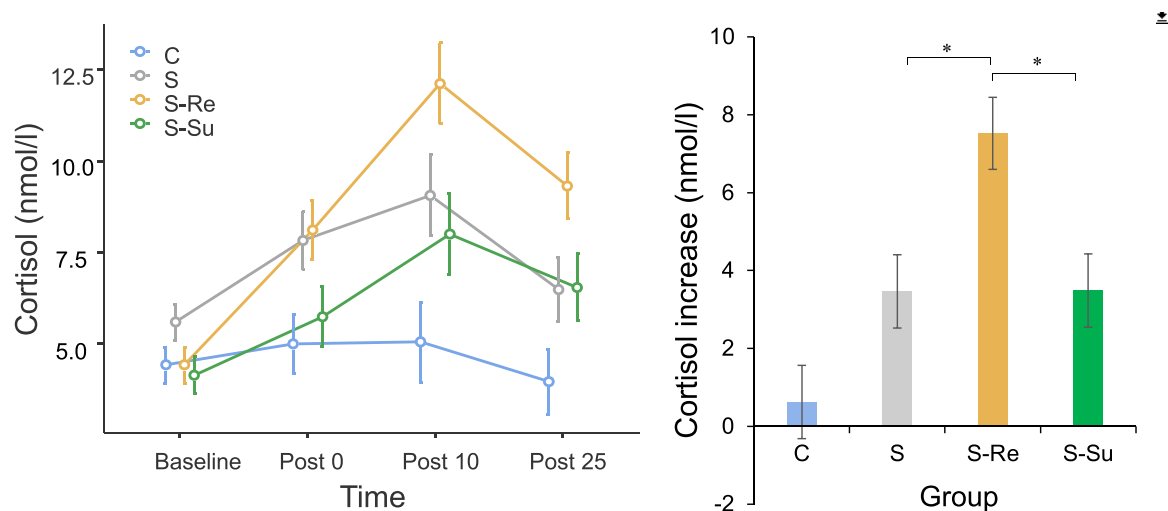 C
S
S-Re
S-Su
12.5
10.0
7.5
5.0
Cortisol (nmol/l)
Baseline Post 0 Post 10 Post 25
Time
10
8
6
4
2
0
-2
Cortisol increase (nmol/l)
* *
C S S-Re S-Su
Group